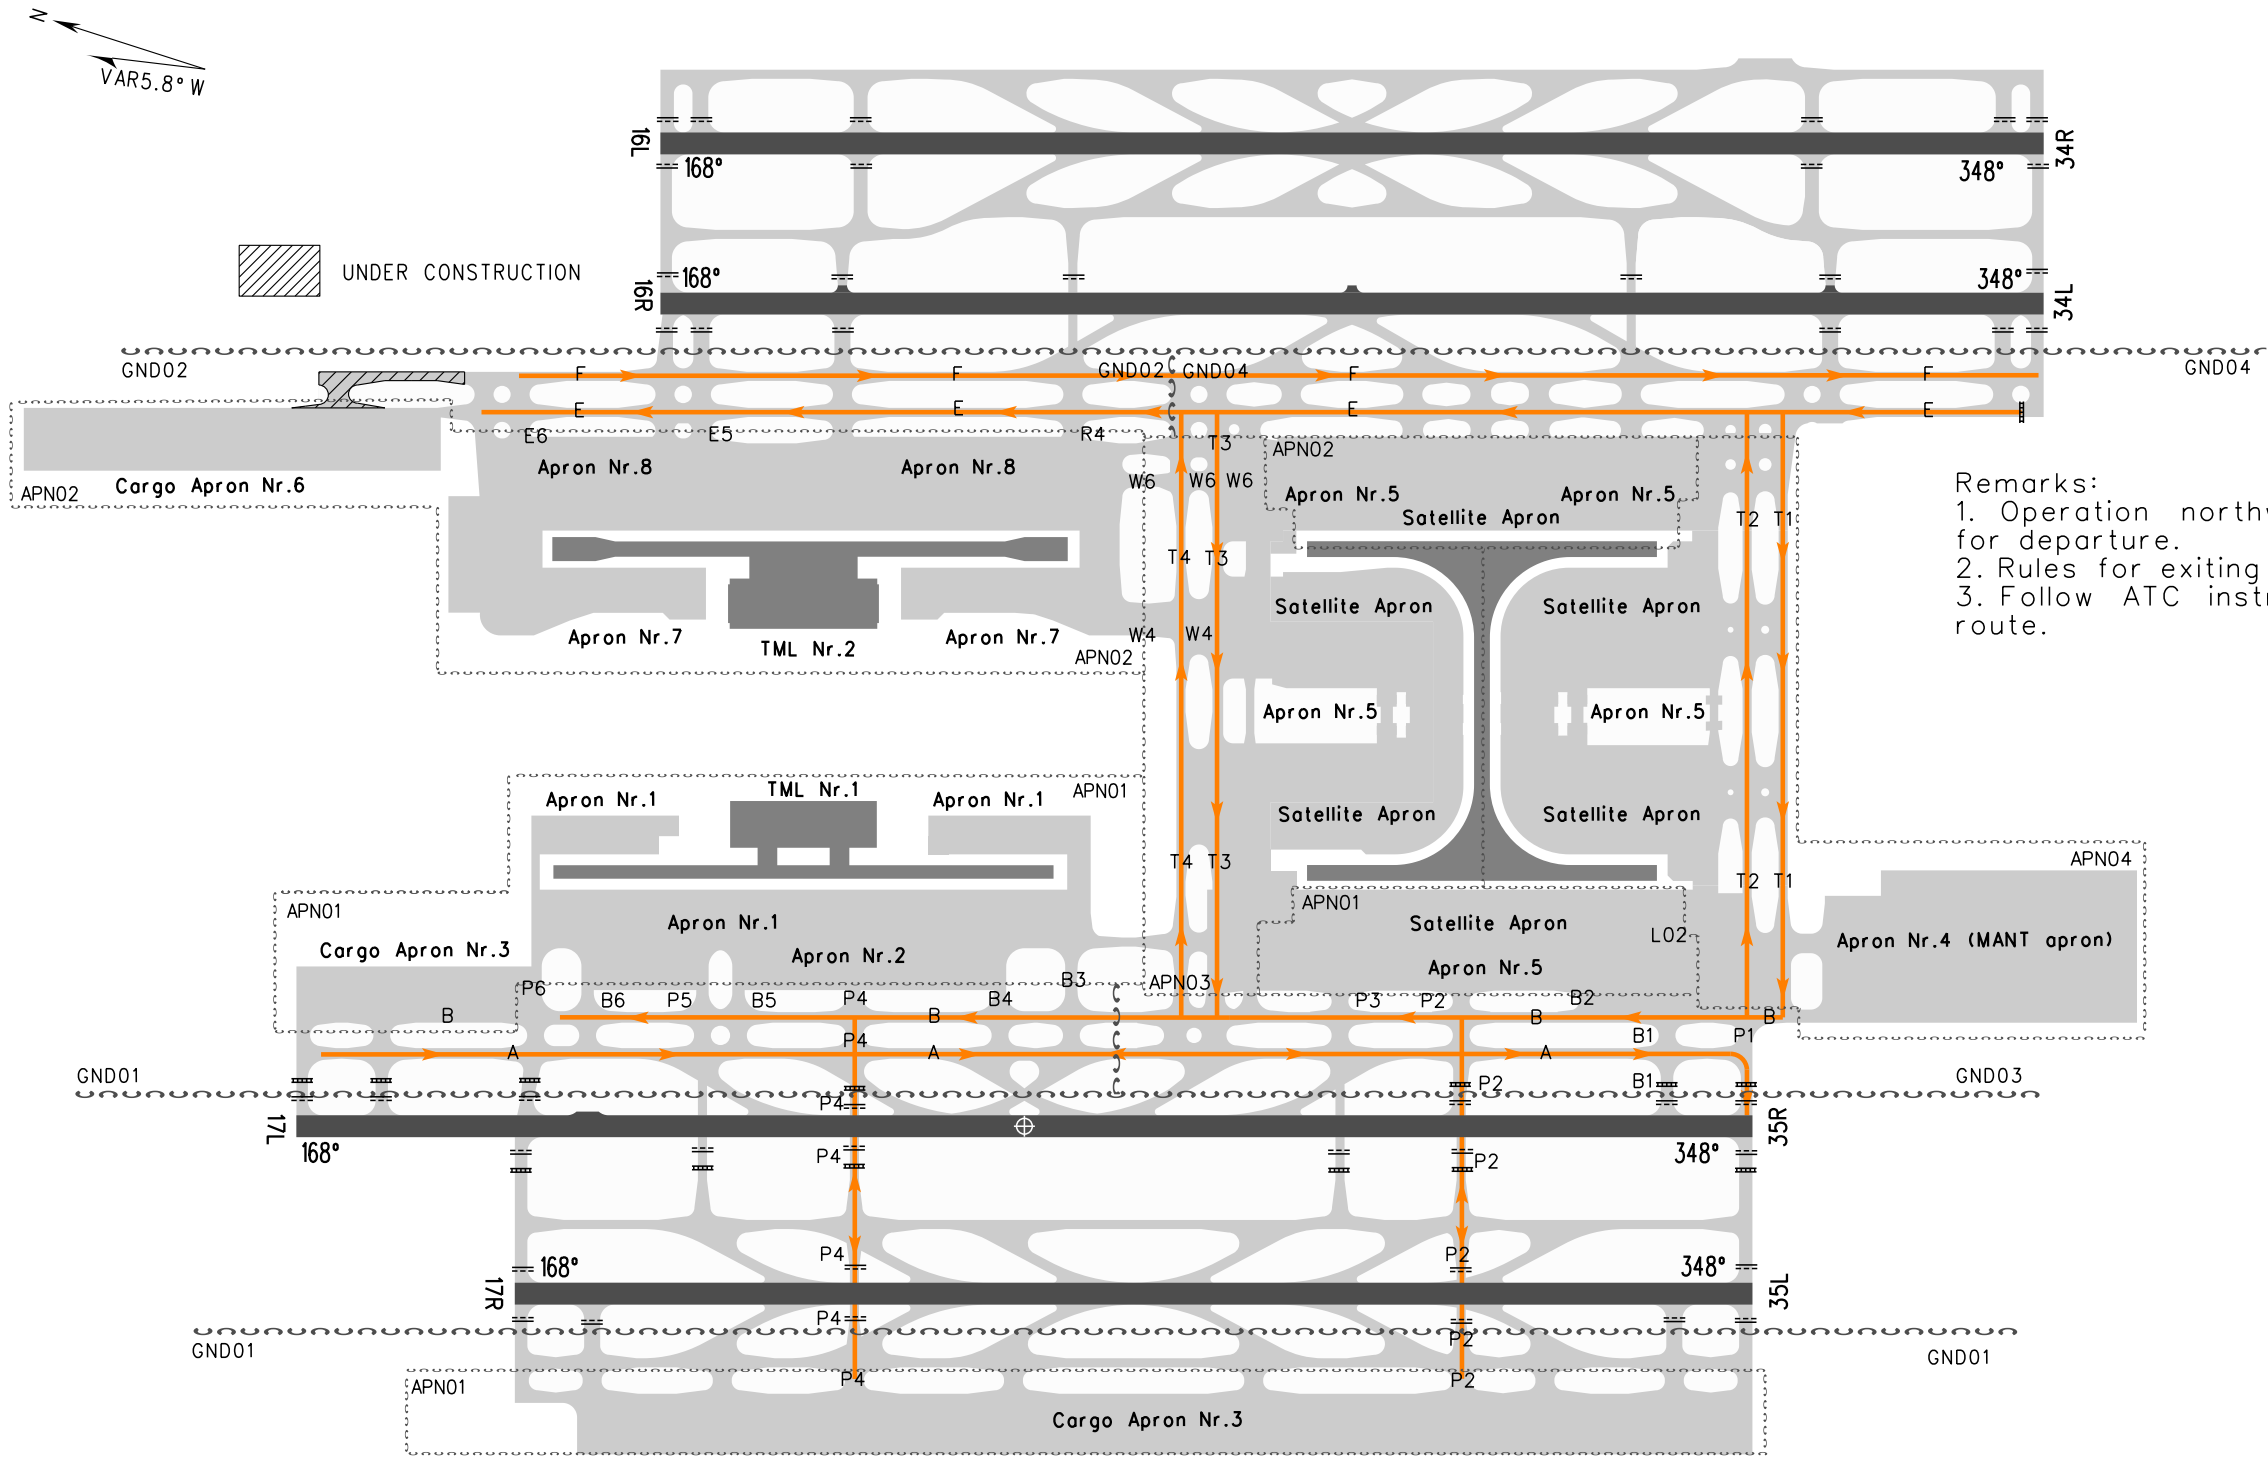 N
VAR5.8° W
16L
168°
348°
34R
UNDER CONSTRUCTION
16R
168°
348°
34L
GND02
GND02
GND04
GND04
F
F
F
F
E
E
E
E
E6
E5
R4
T3
APN02
Apron Nr.8
Apron Nr.8
Cargo Apron Nr.6
APN02
W6
W6
W6
Apron Nr.5
Apron Nr.5
Satellite Apron
T2
T1
Remarks:
1. Operation north
for departure.
2. Rules for exiting
3. Follow ATC inst
route.
T4
T3
Satellite Apron
Satellite Apron
Apron Nr.7
TML Nr.2
Apron Nr.7
W4
W4
APN02
Apron Nr.5
Apron Nr.5
TML Nr.1
Apron Nr.1
Apron Nr.1
APN01
Satellite Apron
Satellite Apron
T4
T3
T2
T1
APN04
APN01
APN01
Apron Nr.1
Satellite Apron
L02
Cargo Apron Nr.3
Apron Nr.2
Apron Nr.4 (MANT apron)
Apron Nr.5
P6
B3
APN03
B6
P5
B5
P4
B4
P3
P2
B2
B
B
B
B
P4
B1
P1
A
A
A
GND01
P2
B1
GND03
P4
17L
168°
P4
P2
348°
35R
P4
P2
17R
168°
348°
35L
P4
P2
GND01
GND01
APN01
P4
P2
Cargo Apron Nr.3